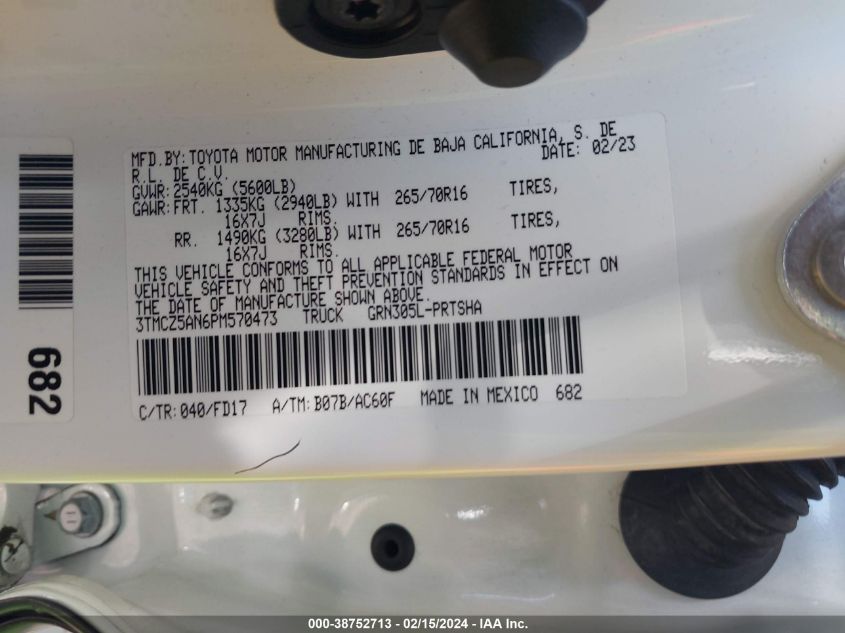 MFD.BY:TOYOTA MOTOR MANUFACTURING DE BAJA CALIFORNIA, S. DE
R.L. DE C.V. DATE: 02/23
GVWR:2540KG (5600LB)
GAWR:FRT. 1335KG (2940LB) WITH 265/70R16 TIRES,
16X7J RIMS.
RR. 1490KG (3280LB) WITH 265/70R16 TIRES,
16X7J RIMS.
THIS VEHICLE CONFORMS TO ALL APPLICABLE FEDERAL MOTOR
VEHICLE SAFETY AND THEFT PREVENTION STANDARDS IN EFFECT ON
THE DATE OF MANUFACTURE SHOWN ABOVE.
3TMCZ5AN6PM570473 TRUCK GRN305L-PRTSHA
C/TR:040/FD17 A/TM:B07B/AC60F MADE IN MEXICO 682
682
000-38752713 - 02/15/2024 - IAA Inc.